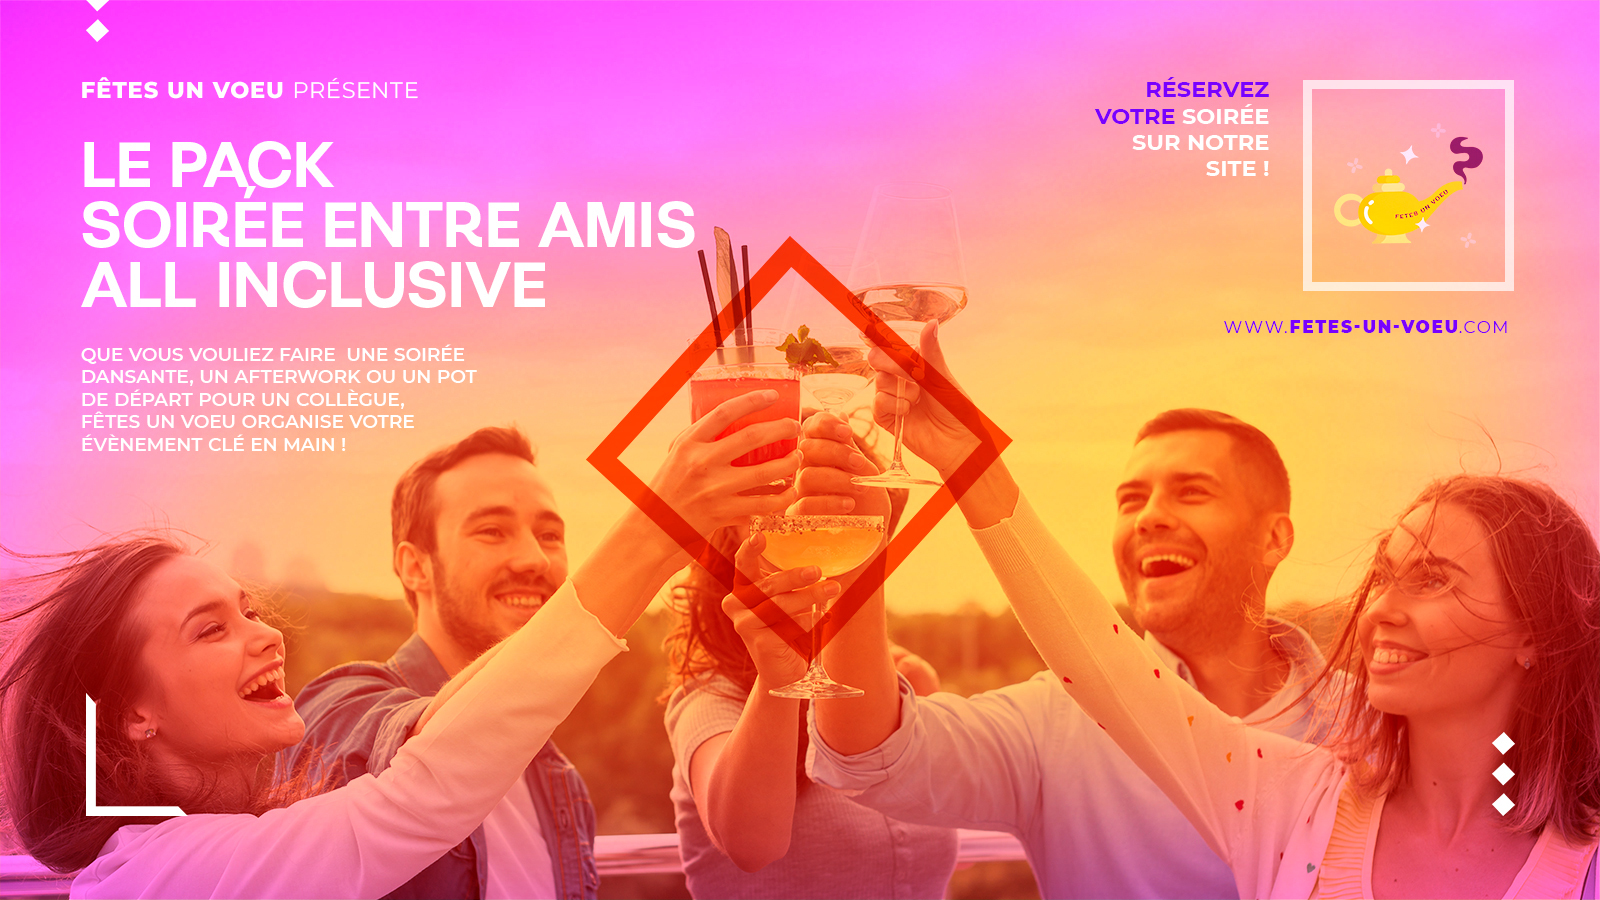 FÊTES UN VOEU PRÉSENTE
LE PACK
SOIRÉE ENTRE AMIS
ALL INCLUSIVE
QUE VOUS VOULIEZ FAIRE UNE SOIRÉE
DANSANTE, UN AFTERWORK OU UN POT
DE DÉPART POUR UN COLLÈGUE,
FÊTES UN VOEU ORGANISE VOTRE
ÉVÈNEMENT CLÉ EN MAIN !
RÉSERVEZ
VOTRE SOIRÉE
SUR NOTRE
SITE !
FETES UN VOEU
WWW.FETES-UN-VOEU.COM